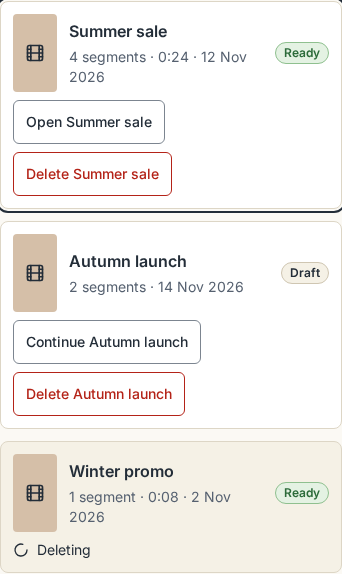 Summer sale
4 segments · 0:24 · 12 Nov
2026
Ready
Open Summer sale
Delete Summer sale
Autumn launch
2 segments · 14 Nov 2026
Draft
Continue Autumn launch
Delete Autumn launch
Winter promo
1 segment · 0:08 · 2 Nov
2026
Ready
Deleting